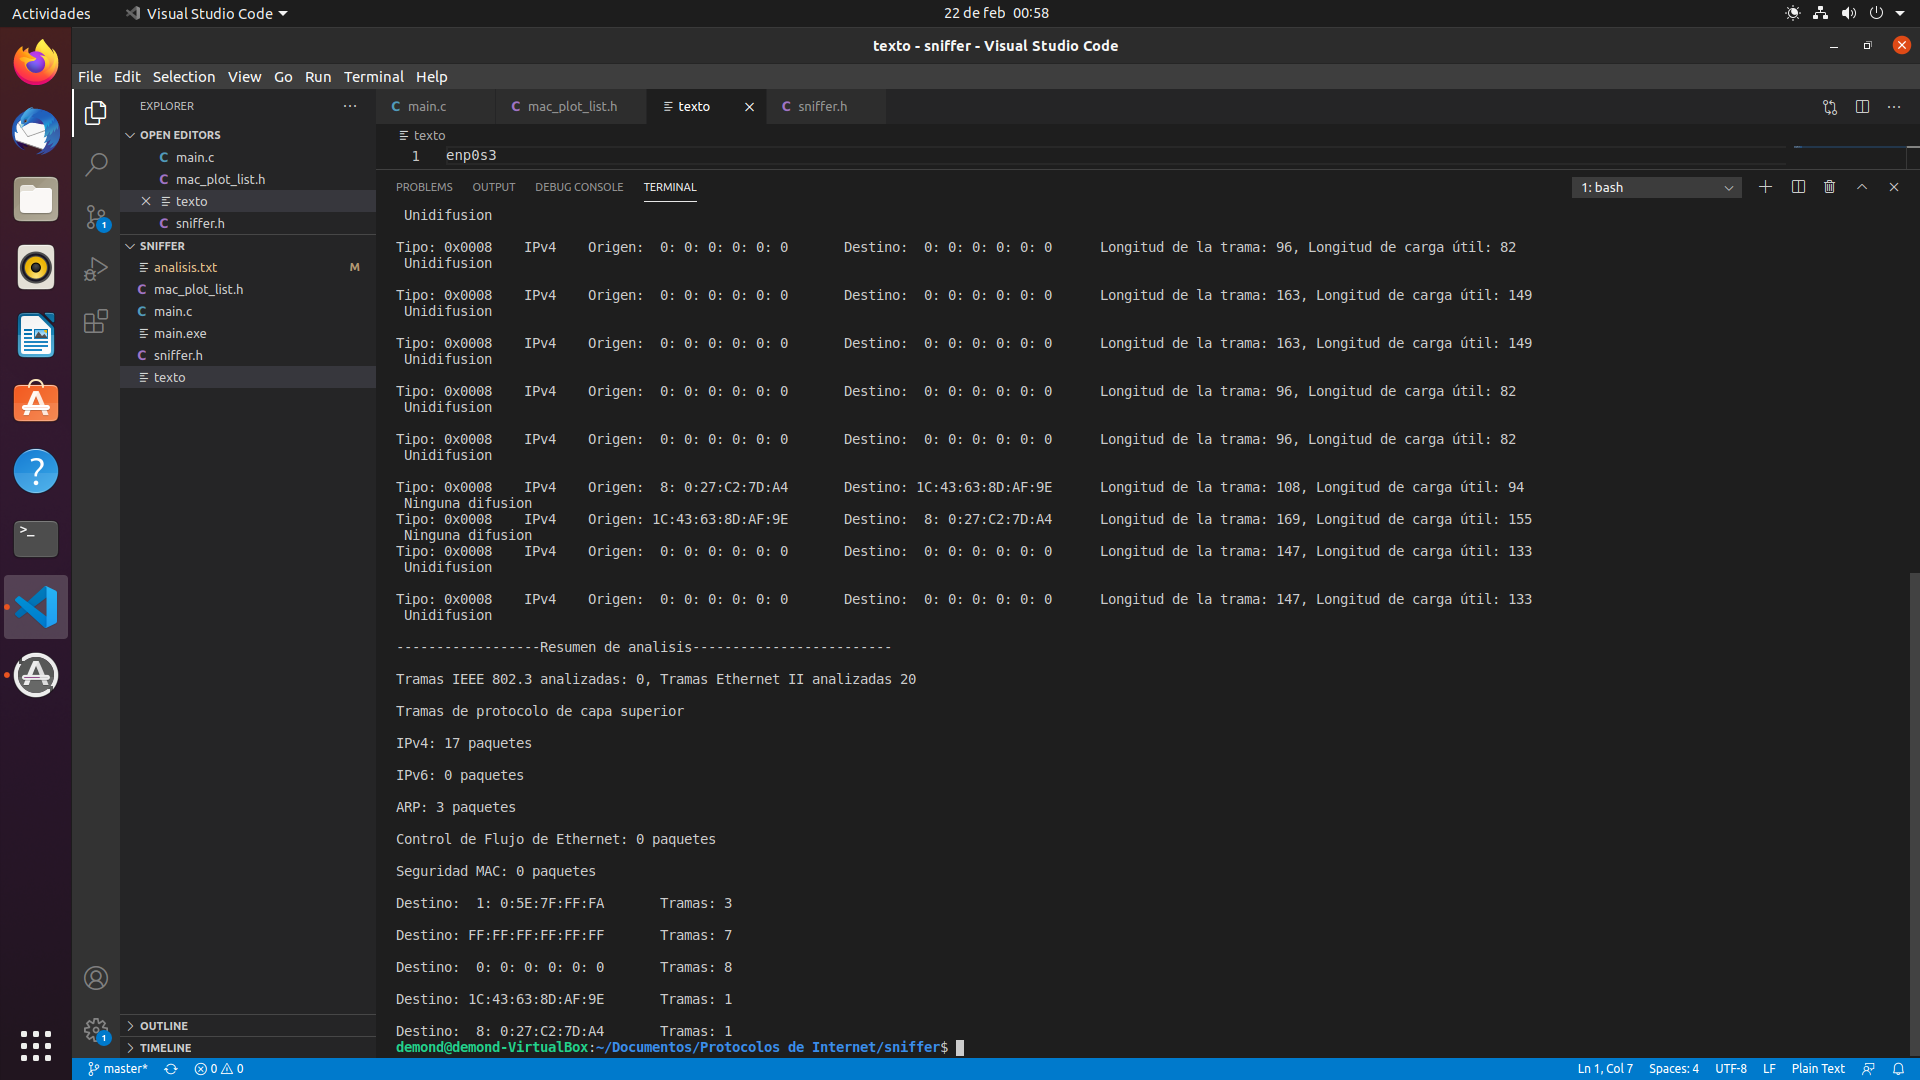 Actividades
Visual Studio Code
22 de feb 00:58
texto - sniffer - Visual Studio Code
File Edit Selection View Go Run Terminal Help
EXPLORER
OPEN EDITORS
main.c
mac_plot_list.h
texto
sniffer.h
SNIFFER
analisis.txt M
mac_plot_list.h
main.c
main.exe
sniffer.h
texto
OUTLINE
TIMELINE
main.c mac_plot_list.h texto sniffer.h
texto
1 enp0s3
PROBLEMS OUTPUT DEBUG CONSOLE TERMINAL
1: bash
Unidifusion
Tipo: 0x0008 IPv4 Origen: 0: 0: 0: 0: 0: 0 Destino: 0: 0: 0: 0: 0: 0 Longitud de la trama: 96, Longitud de carga útil: 82
Unidifusion
Tipo: 0x0008 IPv4 Origen: 0: 0: 0: 0: 0: 0 Destino: 0: 0: 0: 0: 0: 0 Longitud de la trama: 163, Longitud de carga útil: 149
Unidifusion
Tipo: 0x0008 IPv4 Origen: 0: 0: 0: 0: 0: 0 Destino: 0: 0: 0: 0: 0: 0 Longitud de la trama: 163, Longitud de carga útil: 149
Unidifusion
Tipo: 0x0008 IPv4 Origen: 0: 0: 0: 0: 0: 0 Destino: 0: 0: 0: 0: 0: 0 Longitud de la trama: 96, Longitud de carga útil: 82
Unidifusion
Tipo: 0x0008 IPv4 Origen: 0: 0: 0: 0: 0: 0 Destino: 0: 0: 0: 0: 0: 0 Longitud de la trama: 96, Longitud de carga útil: 82
Unidifusion
Tipo: 0x0008 IPv4 Origen: 8: 0:27:C2:7D:A4 Destino: 1C:43:63:8D:AF:9E Longitud de la trama: 108, Longitud de carga útil: 94
Ninguna difusion
Tipo: 0x0008 IPv4 Origen: 1C:43:63:8D:AF:9E Destino: 8: 0:27:C2:7D:A4 Longitud de la trama: 169, Longitud de carga útil: 155
Ninguna difusion
Tipo: 0x0008 IPv4 Origen: 0: 0: 0: 0: 0: 0 Destino: 0: 0: 0: 0: 0: 0 Longitud de la trama: 147, Longitud de carga útil: 133
Unidifusion
Tipo: 0x0008 IPv4 Origen: 0: 0: 0: 0: 0: 0 Destino: 0: 0: 0: 0: 0: 0 Longitud de la trama: 147, Longitud de carga útil: 133
Unidifusion
------------------Resumen de analisis-------------------------
Tramas IEEE 802.3 analizadas: 0, Tramas Ethernet II analizadas 20
Tramas de protocolo de capa superior
IPv4: 17 paquetes
IPv6: 0 paquetes
ARP: 3 paquetes
Control de Flujo de Ethernet: 0 paquetes
Seguridad MAC: 0 paquetes
Destino: 1: 0:5E:7F:FF:FA Tramas: 3
Destino: FF:FF:FF:FF:FF:FF Tramas: 7
Destino: 0: 0: 0: 0: 0: 0 Tramas: 8
Destino: 1C:43:63:8D:AF:9E Tramas: 1
Destino: 8: 0:27:C2:7D:A4 Tramas: 1
demond@demond-VirtualBox:~/Documentos/Protocolos de Internet/sniffer$
master* 0 0 Ln 1, Col 7 Spaces: 4 UTF-8 LF Plain Text